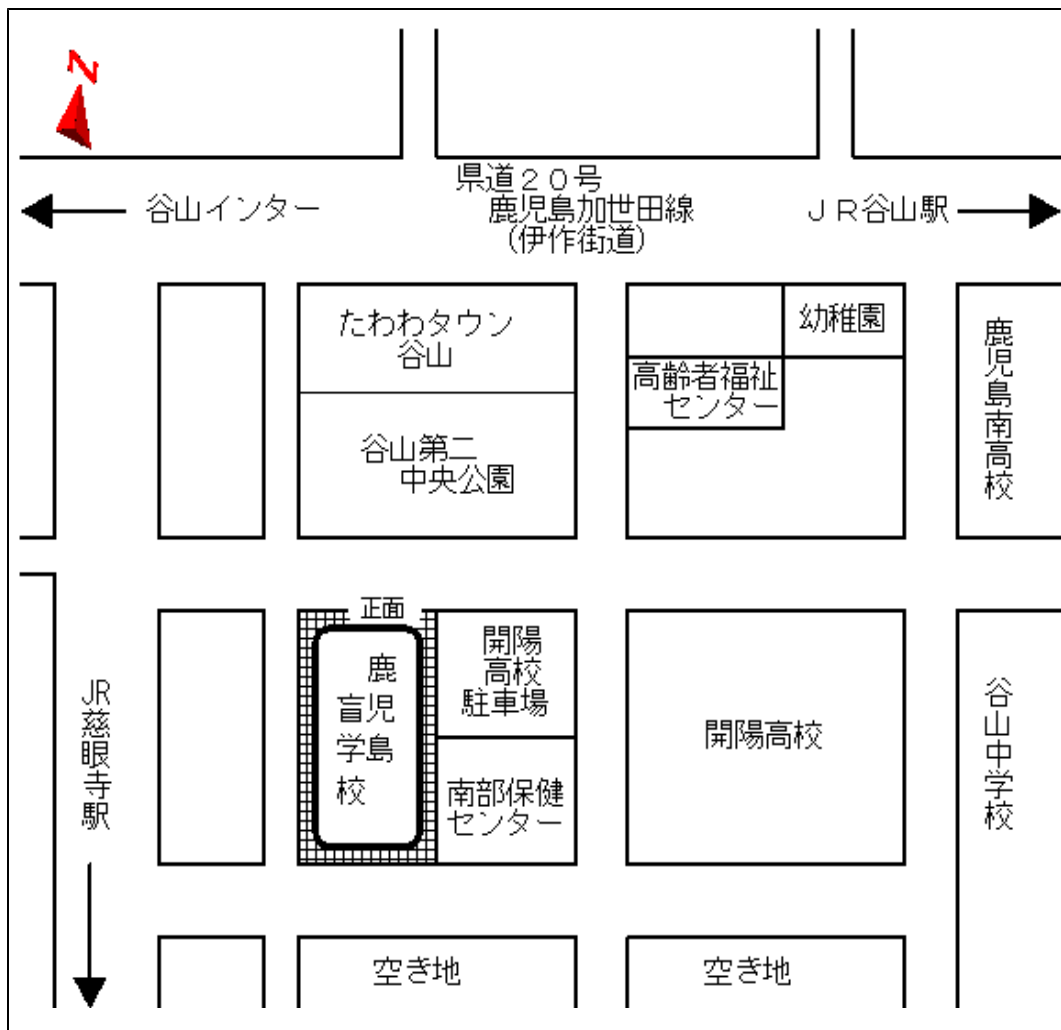 N
県道２０号
鹿児島加世田線
(伊作街道)
谷山インター
ＪＲ谷山駅
たわわタウン
谷山
幼稚園
高齢者福祉
センター
鹿児島南高校
谷山第二
中央公園
正面
鹿児島
盲学校
開陽
高校
駐車場
南部保健
センター
開陽高校
谷山中学校
JR慈眼寺駅
空き地
空き地